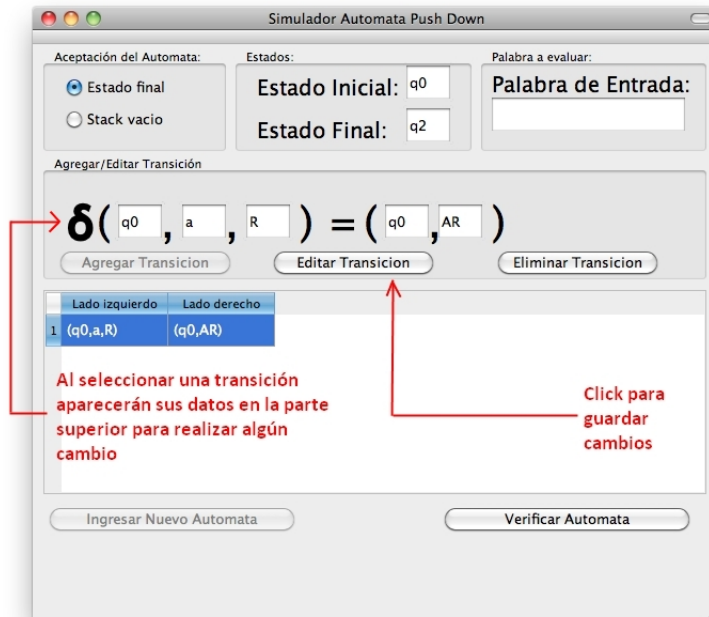 Simulador Automata Push Down
Aceptación del Automata:
Estado final
Stack vacio
Estados:
Estado Inicial: q0
Estado Final: q2
Palabra a evaluar:
Palabra de Entrada:
Agregar/Editar Transición
δ( q0 , a , R ) = ( q0 , AR )
Agregar Transicion
Editar Transicion
Eliminar Transicion
Lado izquierdo Lado derecho
1 (q0,a,R) (q0,AR)
Al seleccionar una transición
aparecerán sus datos en la parte
superior para realizar algún
cambio
Click para
guardar
cambios
Ingresar Nuevo Automata
Verificar Automata